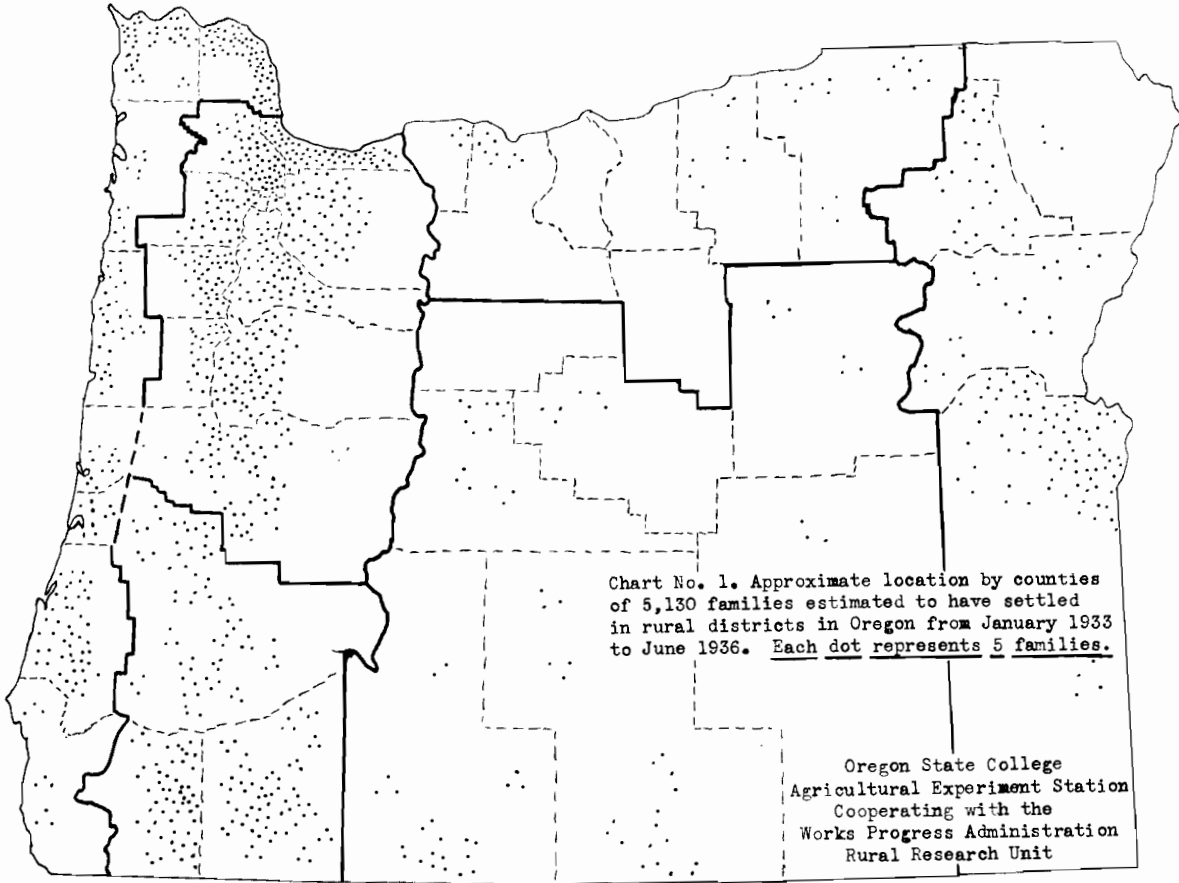 Chart No. 1. Approximate location by counties
of 5,130 families estimated to have settled
in rural districts in Oregon from January 1933
to June 1936. Each dot represents 5 families.
Oregon State College
Agricultural Experiment Station
Cooperating with the
Works Progress Administration
Rural Research Unit